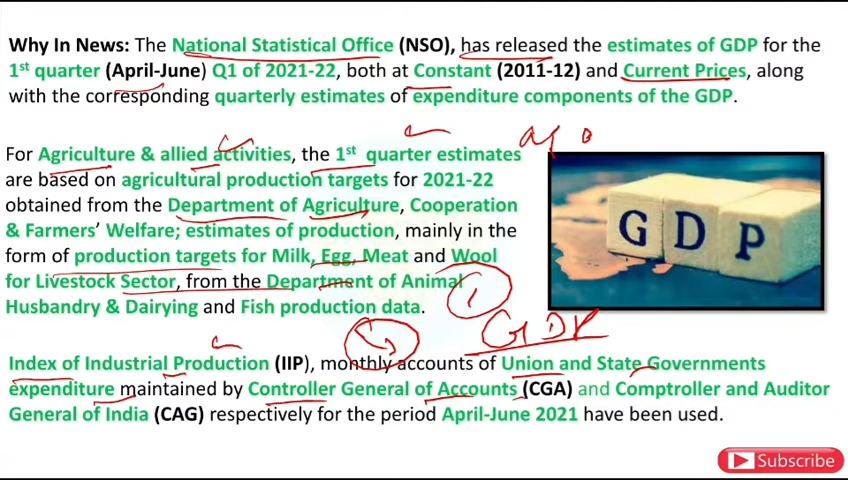 Why In News: The National Statistical Office (NSO), has released the estimates of GDP for the
1st quarter (April-June) Q1 of 2021-22, both at Constant (2011-12) and Current Prices, along
with the corresponding quarterly estimates of expenditure components of the GDP.
For Agriculture & allied activities, the 1st quarter estimates
are based on agricultural production targets for 2021-22
obtained from the Department of Agriculture, Cooperation
& Farmers' Welfare; estimates of production, mainly in the
form of production targets for Milk, Egg, Meat and Wool
for Livestock Sector, from the Department of Animal
Husbandry & Dairying and Fish production data.
GDP
GDP
Index of Industrial Production (IIP), monthly accounts of Union and State Governments
expenditure maintained by Controller General of Accounts (CGA) and Comptroller and Auditor
General of India (CAG) respectively for the period April-June 2021 have been used.
Subscribe